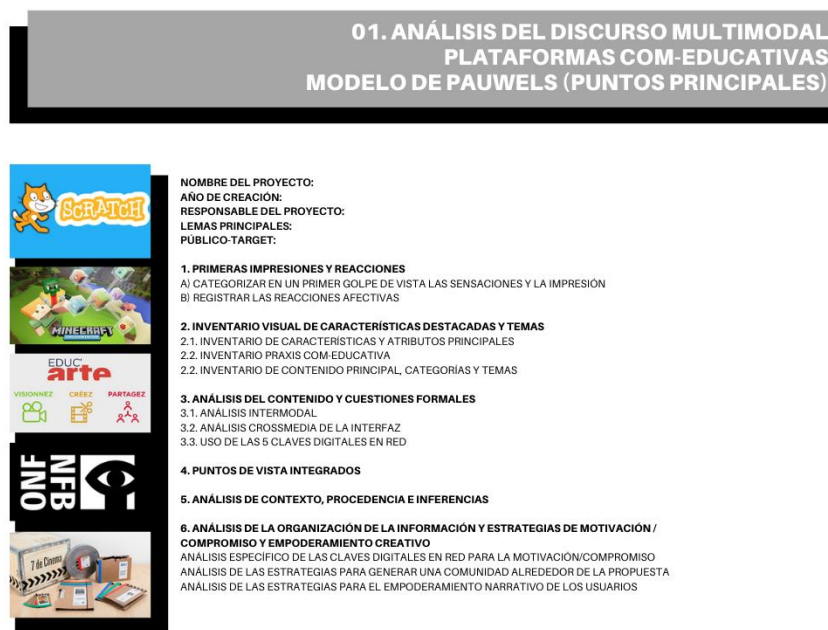 01. ANÁLISIS DEL DISCURSO MULTIMODAL
PLATAFORMAS COM-EDUCATIVAS
MODELO DE PAUWELS (PUNTOS PRINCIPALES)
SCRATCH
MINECRAFT
EDUC'
arte
VISIONNEZ CRÉEZ PARTAGEZ
ONF
NFB
7 de Cinema
NOMBRE DEL PROYECTO:
AÑO DE CREACIÓN:
RESPONSABLE DEL PROYECTO:
LEMAS PRINCIPALES:
PÚBLICO-TARGET:
1. PRIMERAS IMPRESIONES Y REACCIONES
A) CATEGORIZAR EN UN PRIMER GOLPE DE VISTA LAS SENSACIONES Y LA IMPRESIÓN
B) REGISTRAR LAS REACCIONES AFECTIVAS
2. INVENTARIO VISUAL DE CARACTERÍSTICAS DESTACADAS Y TEMAS
2.1. INVENTARIO DE CARACTERÍSTICAS Y ATRIBUTOS PRINCIPALES
2.2. INVENTARIO PRAXIS COM-EDUCATIVA
2.2. INVENTARIO DE CONTENIDO PRINCIPAL, CATEGORÍAS Y TEMAS
3. ANÁLISIS DEL CONTENIDO Y CUESTIONES FORMALES
3.1. ANÁLISIS INTERMODAL
3.2. ANÁLISIS CROSSMEDIA DE LA INTERFAZ
3.3. USO DE LAS 5 CLAVES DIGITALES EN RED
4. PUNTOS DE VISTA INTEGRADOS
5. ANÁLISIS DE CONTEXTO, PROCEDENCIA E INFERENCIAS
6. ANÁLISIS DE LA ORGANIZACIÓN DE LA INFORMACIÓN Y ESTRATEGIAS DE MOTIVACIÓN /
COMPROMISO Y EMPODERAMIENTO CREATIVO
ANÁLISIS ESPECÍFICO DE LAS CLAVES DIGITALES EN RED PARA LA MOTIVACIÓN/COMPROMISO
ANÁLISIS DE LAS ESTRATEGIAS PARA GENERAR UNA COMUNIDAD ALREDEDOR DE LA PROPUESTA
ANÁLISIS DE LAS ESTRATEGIAS PARA EL EMPODERAMIENTO NARRATIVO DE LOS USUARIOS